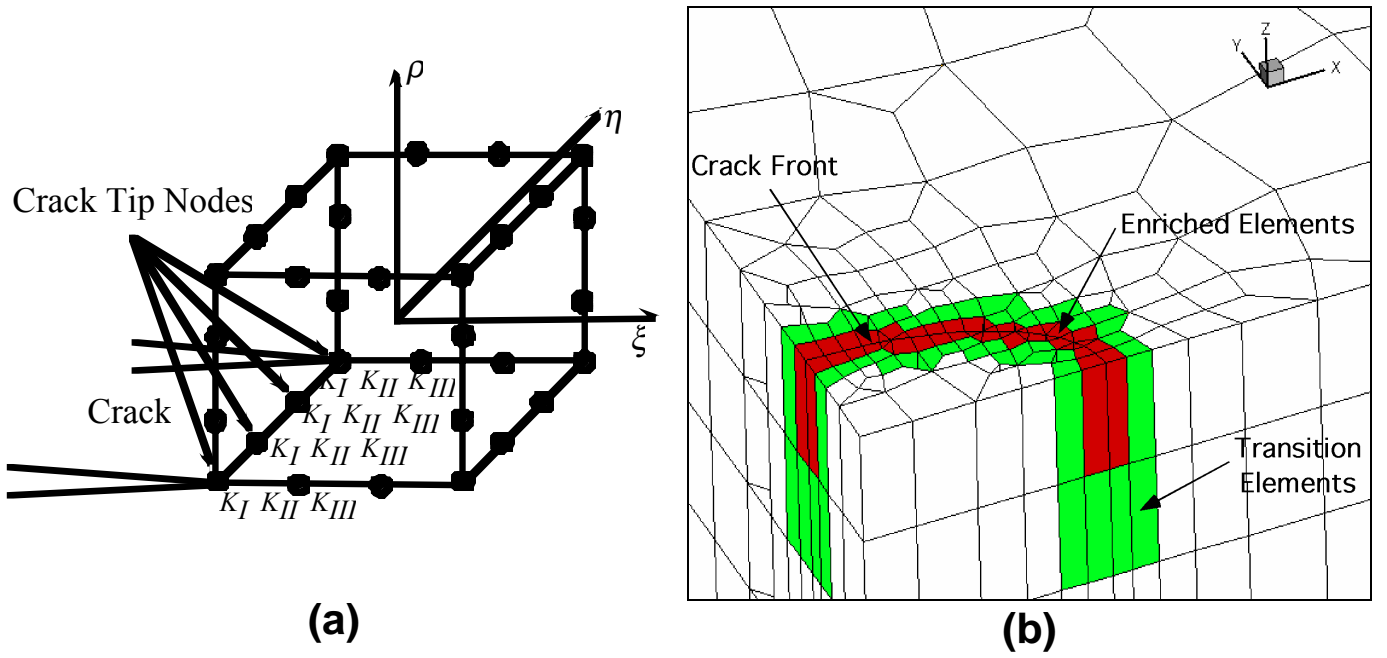 ρ
η
ξ
Crack Tip Nodes
Crack
K_I K_II K_III
K_I K_II K_III
K_I K_II K_III
K_I K_II K_III
(a)
Z
Y
X
Crack Front
Enriched Elements
Transition
Elements
(b)